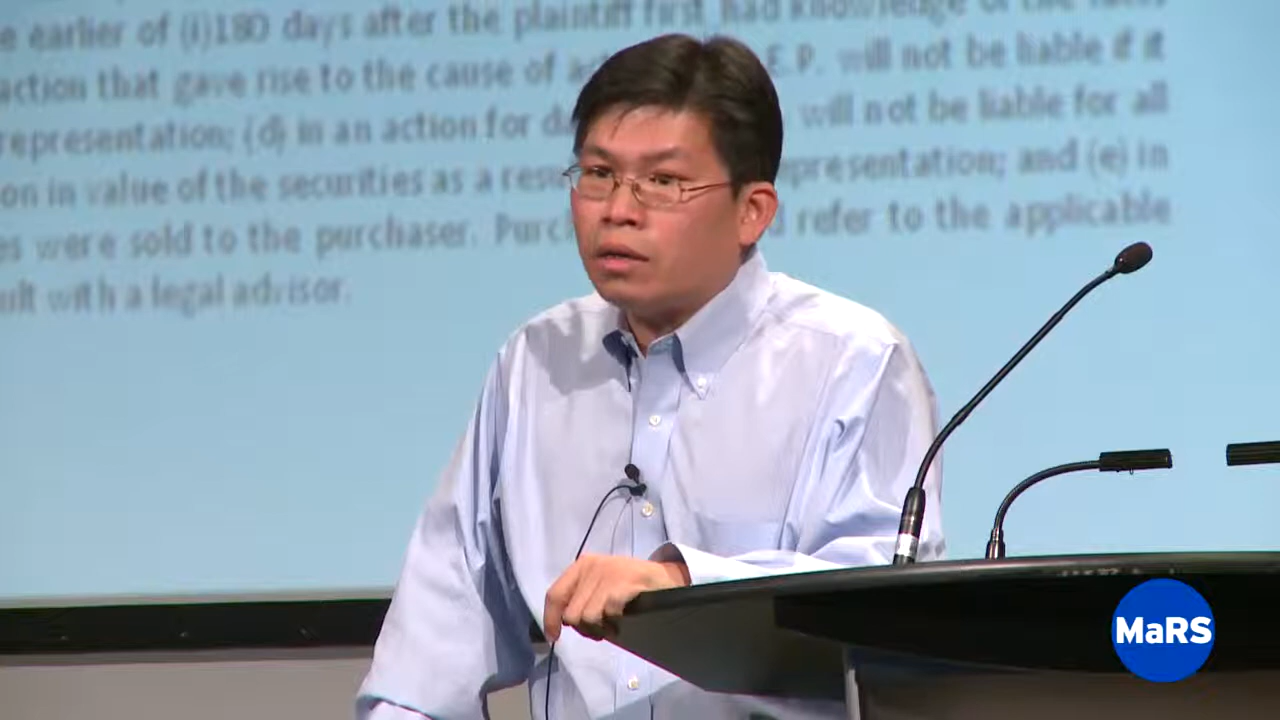 e earlier of (i)180 days after the plaintiff first had knowledge of the facts
action that gave rise to the cause of E.P. will not be liable if it
representation; (d) in an action for will not be liable for all
on in value of the securities as a representation; and (e) in
es were sold to the purchaser. refer to the applicable
ult with a legal advisor.
MaRS